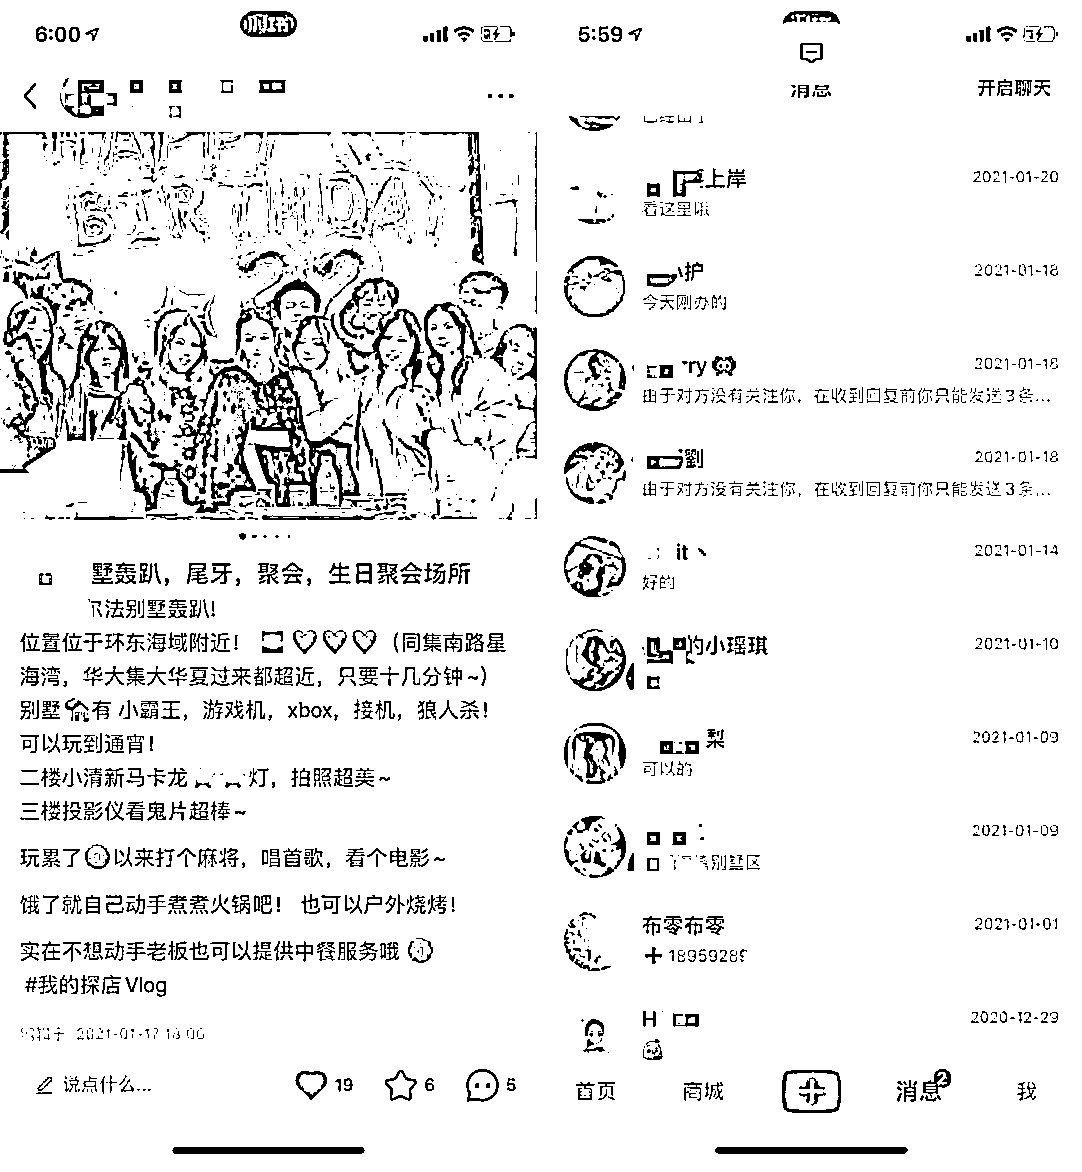 6:00
HAPPY
BIRTHDAY
22
墅轰趴，尾牙，聚会，生日聚会场所
法别墅轰趴！
位置位于环东海域附近！（同集南路星
海湾，华大集大华夏过来都超近，只要十几分钟~）
别墅有 小霸王，游戏机，xbox，接机，狼人杀！
可以玩到通宵！
二楼小清新马卡龙 灯，拍照超美~
三楼投影仪看鬼片超棒~
玩累了以来打个麻将，唱首歌，看个电影~
饿了就自己动手煮煮火锅吧！ 也可以户外烧烤！
实在不想动手老板也可以提供中餐服务哦
#我的探店Vlog
编辑于 2021-01-17 18:06
说点什么...
19
6
5
5:59
消息
开启聊天
上岸
2021-01-20
看这里哦
护
2021-01-18
今天刚办的
ry
2021-01-18
由于对方没有关注你，在收到回复前你只能发送3条...
劉
2021-01-18
由于对方没有关注你，在收到回复前你只能发送3条...
it丶
2021-01-14
好的
的小瑶琪
2021-01-10
梨
2021-01-09
可以的
2021-01-09
别墅区
布零布零
2021-01-01
＋18959289
H
2020-12-29
首页
商城
消息
2
我